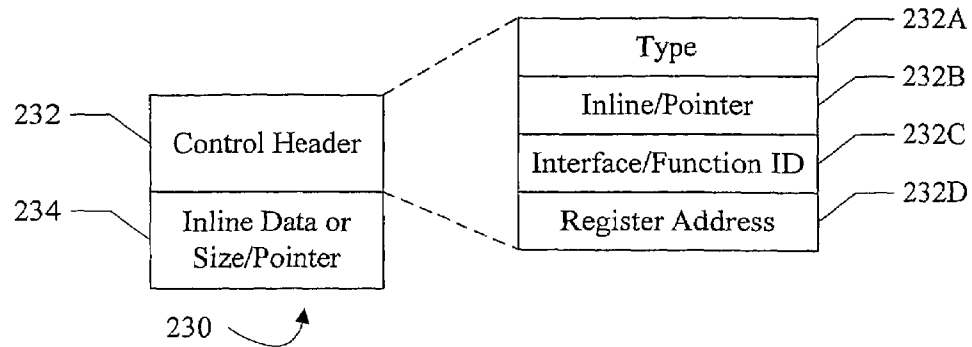 232
Control Header
234
Inline Data or
Size/Pointer
230
Type
232A
Inline/Pointer
232B
Interface/Function ID
232C
Register Address
232D